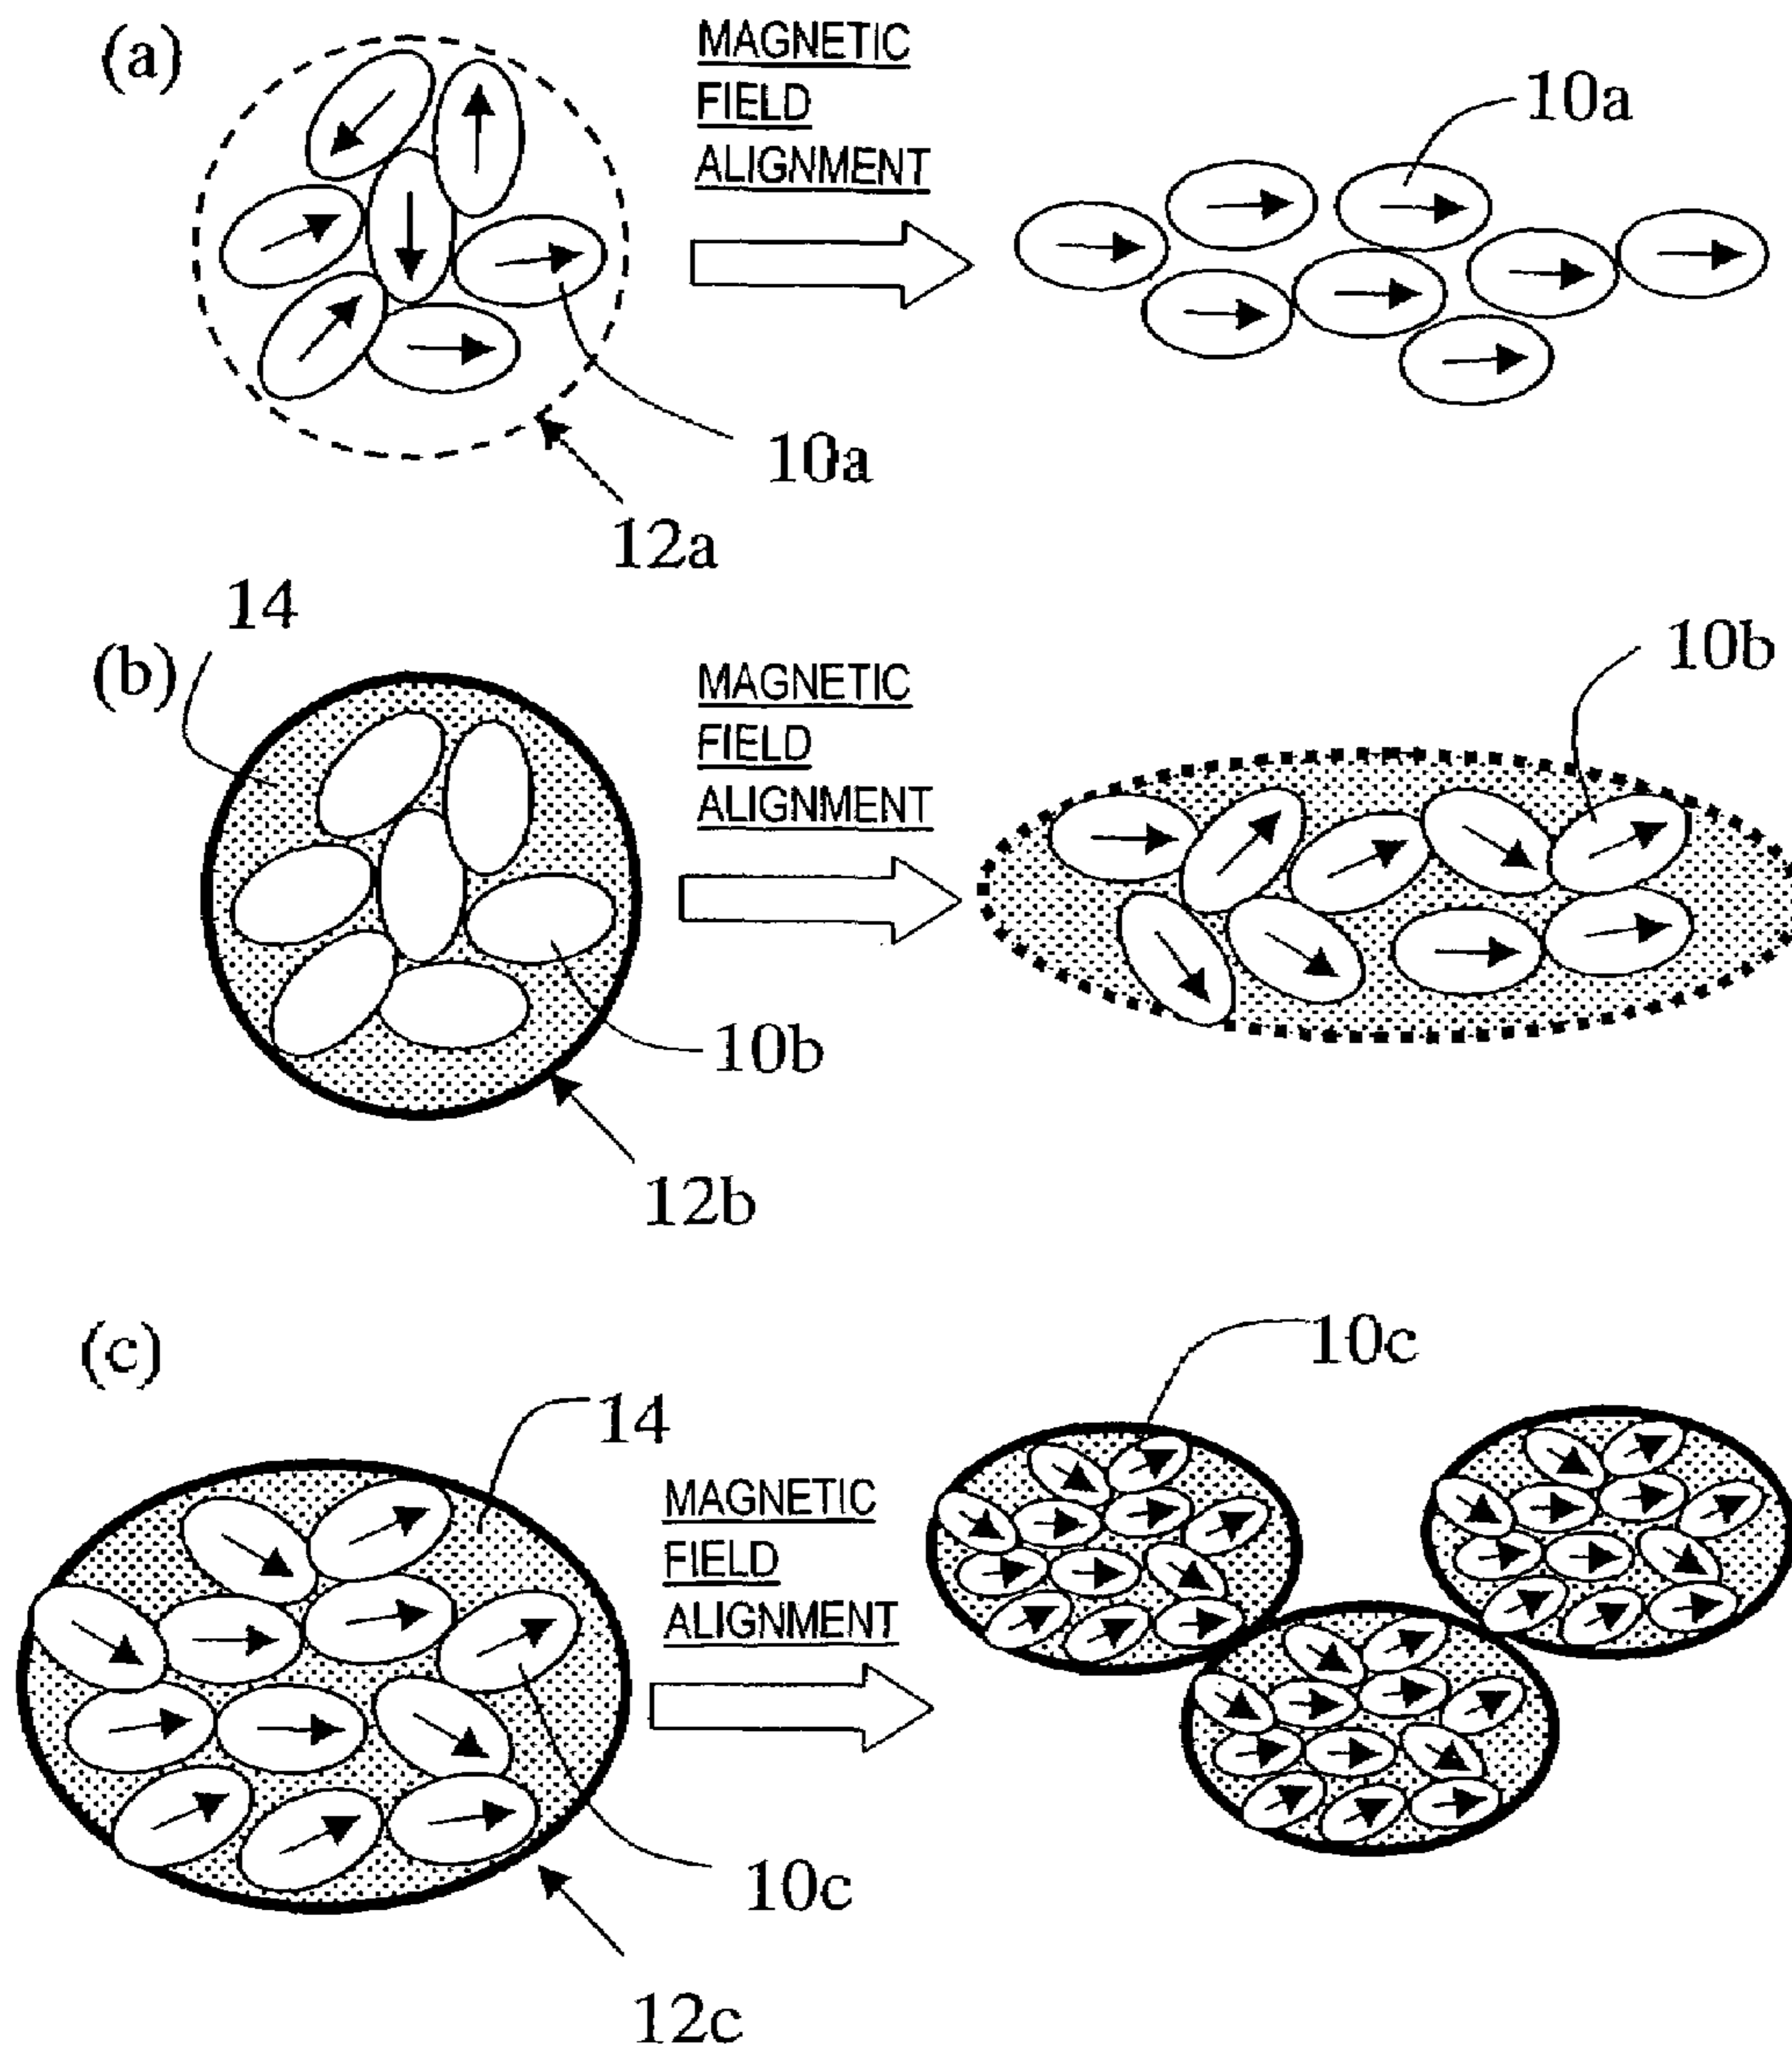 (a)
MAGNETIC
FIELD
ALIGNMENT
10a
10a
12a
14
(b)
MAGNETIC
FIELD
ALIGNMENT
10b
10b
12b
(c)
10c
14
MAGNETIC
FIELD
ALIGNMENT
10c
12c